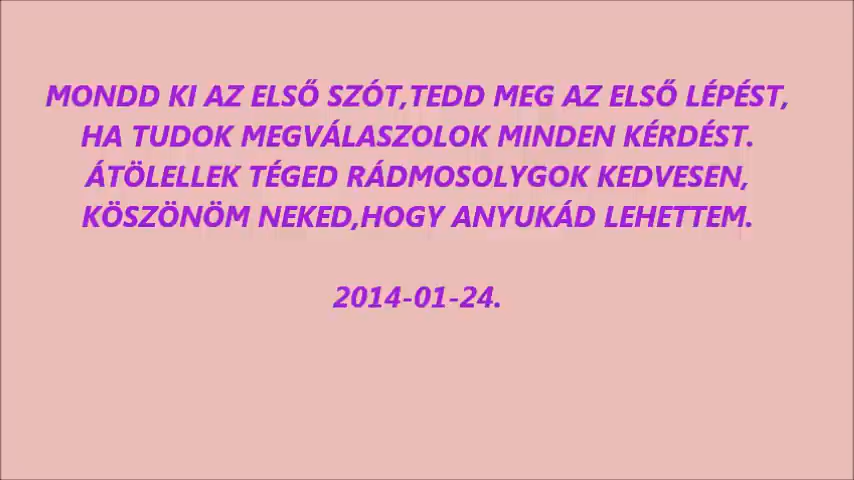 MONDD KI AZ ELSŐ SZÓT,TEDD MEG AZ ELSŐ LÉPÉST,
HA TUDOK MEGVÁLASZOLOK MINDEN KÉRDÉST.
ÁTÖLELLEK TÉGED RÁDMOSOLYGOK KEDVESEN,
KÖSZÖNÖM NEKED,HOGY ANYUKÁD LEHETTEM.
2014-01-24.